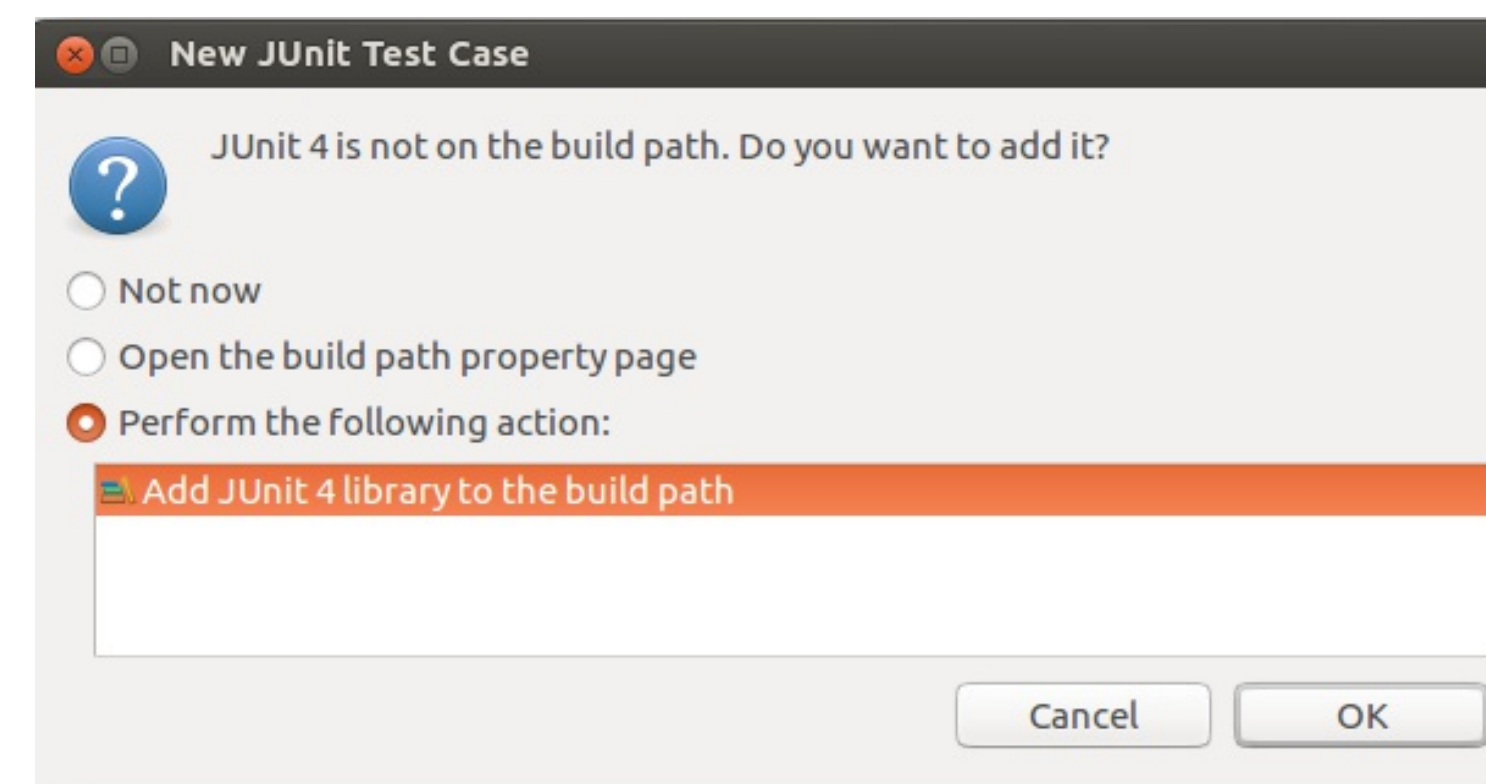 New JUnit Test Case
JUnit 4 is not on the build path. Do you want to add it?
Not now
Open the build path property page
Perform the following action:
Add JUnit 4 library to the build path
Cancel OK